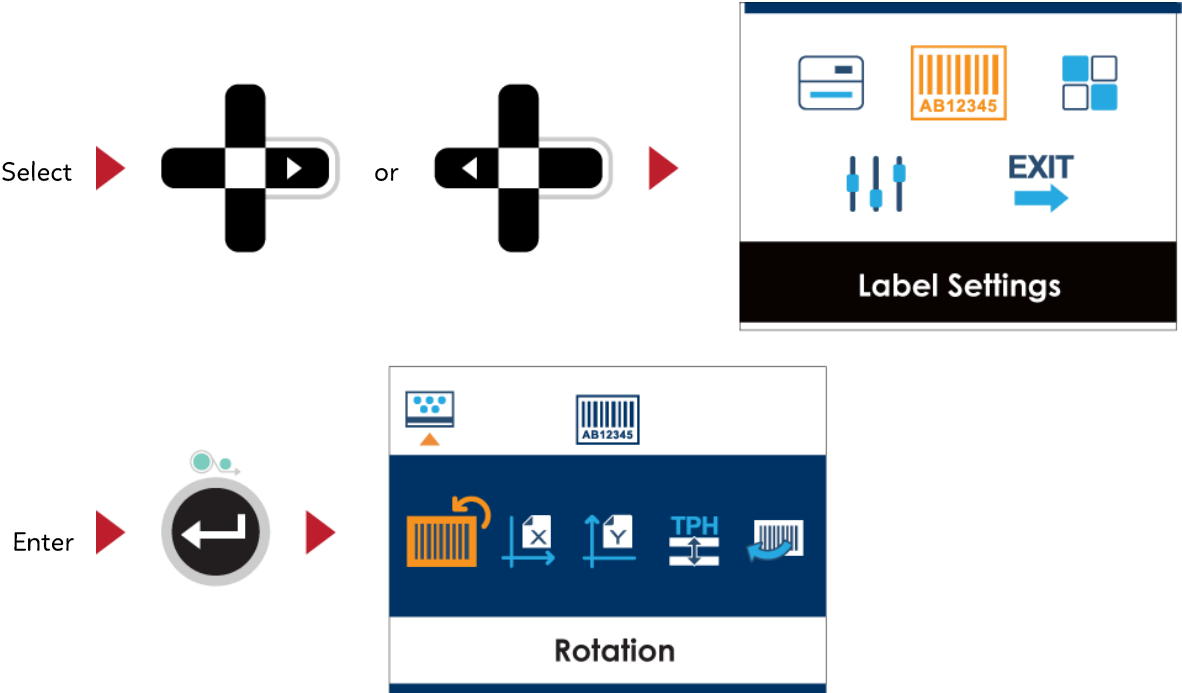 Select
or
AB12345
EXIT
Label Settings
AB12345
Enter
X
Y
TPH
Rotation